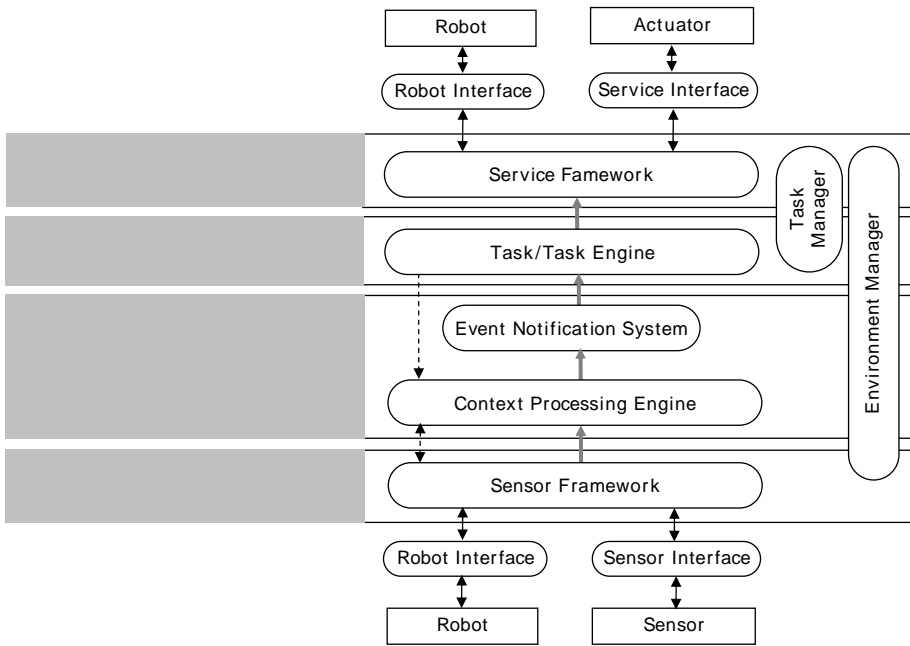 Robot
Actuator
Robot Interface
Service Interface
Service Famework
Task
Manager
Environment Manager
Task/Task Engine
Event Notification System
Context Processing Engine
Sensor Framework
Robot Interface
Sensor Interface
Robot
Sensor